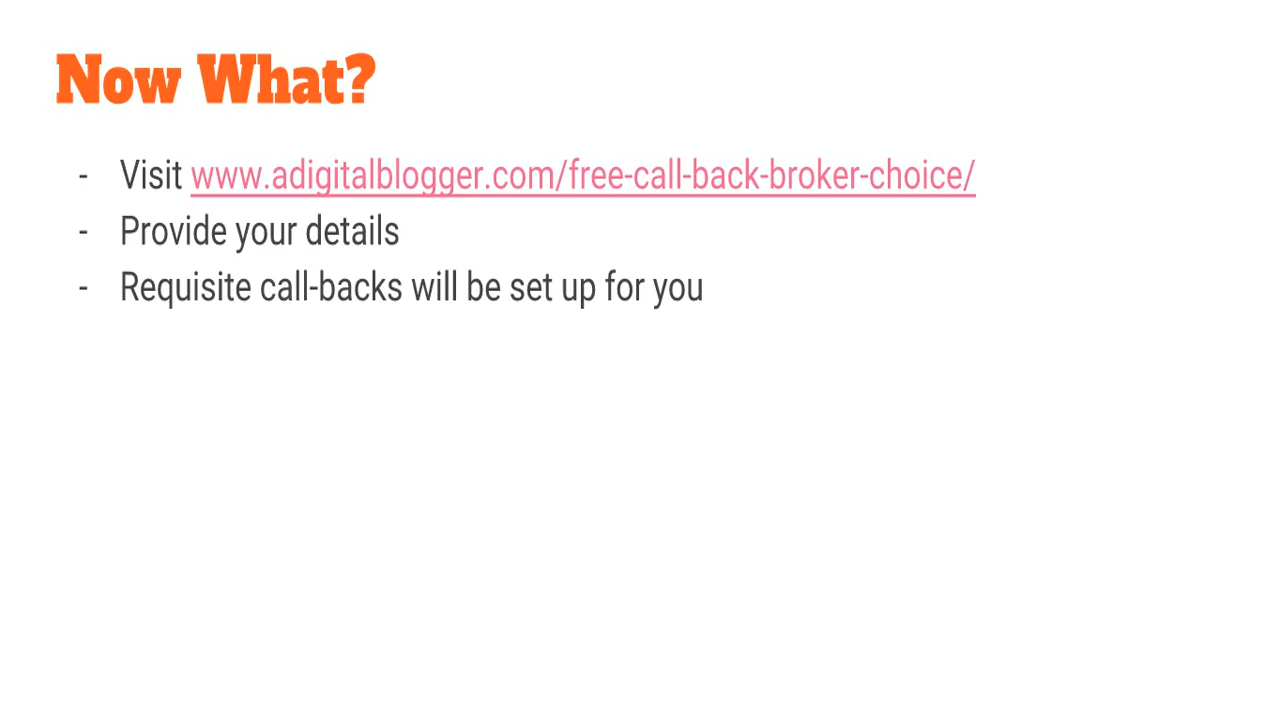 Now What?
- Visit www.adigitalblogger.com/free-call-back-broker-choice/
- Provide your details
- Requisite call-backs will be set up for you